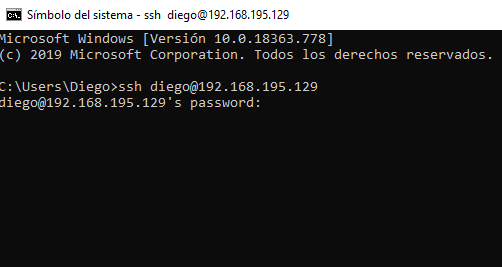 Símbolo del sistema - ssh diego@192.168.195.129
Microsoft Windows [Versión 10.0.18363.778]
(c) 2019 Microsoft Corporation. Todos los derechos reservados.
C:\Users\Diego>ssh diego@192.168.195.129
diego@192.168.195.129's password: